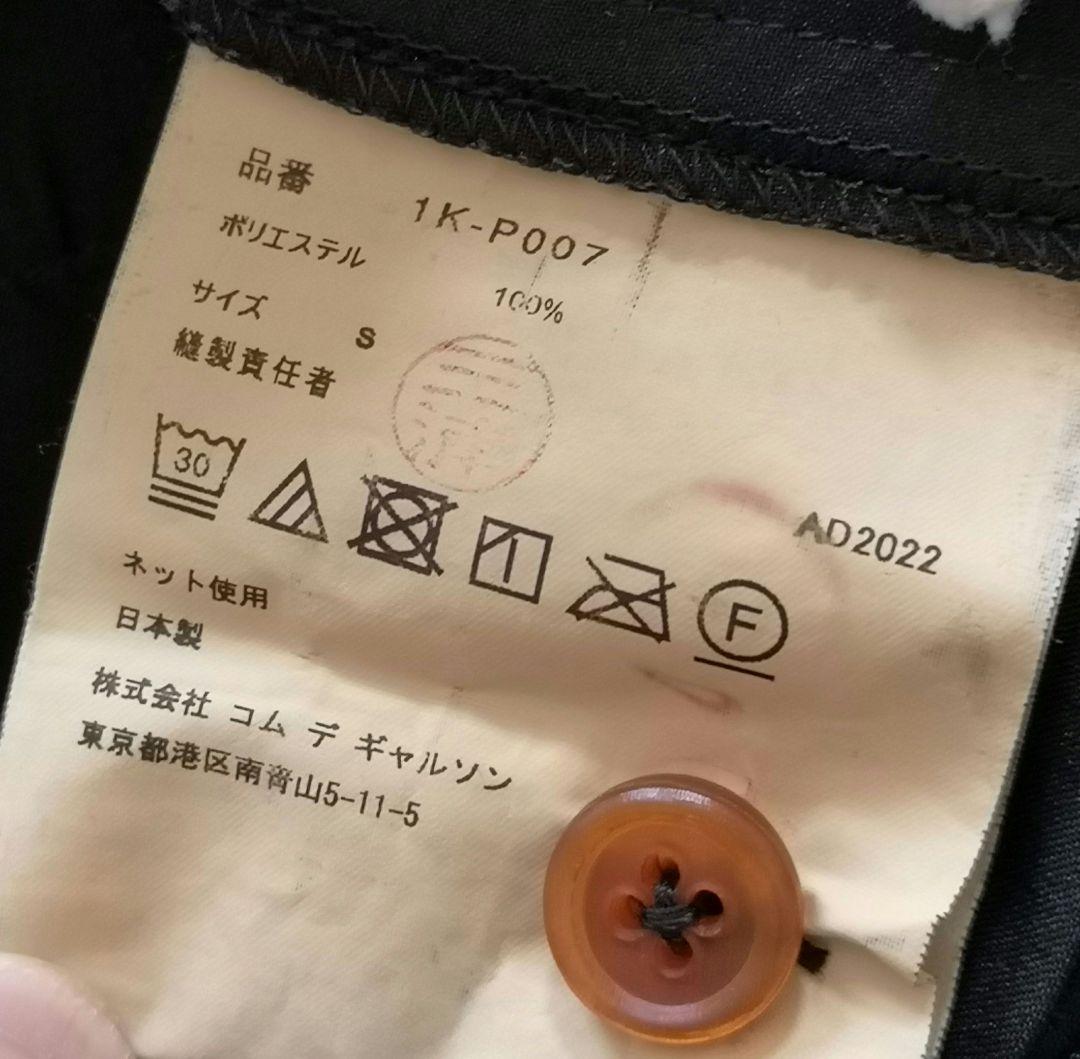 品番 1K-P007
ポリエステル 100%
サイズ S
縫製責任者
30
AD2022
F
ネット使用
日本製
株式会社 コム デ ギャルソン
東京都港区南青山5-11-5